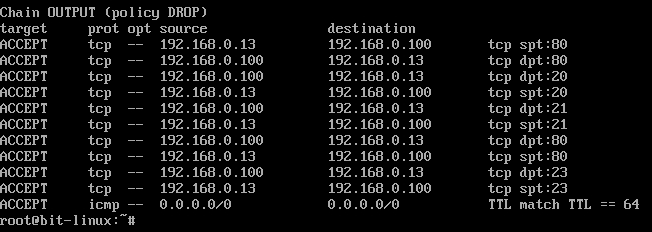 Chain OUTPUT (policy DROP)
target     prot opt source               destination
ACCEPT     tcp  --  192.168.0.13         192.168.0.100        tcp spt:80
ACCEPT     tcp  --  192.168.0.100        192.168.0.13         tcp dpt:80
ACCEPT     tcp  --  192.168.0.100        192.168.0.13         tcp dpt:20
ACCEPT     tcp  --  192.168.0.13         192.168.0.100        tcp spt:20
ACCEPT     tcp  --  192.168.0.100        192.168.0.13         tcp dpt:21
ACCEPT     tcp  --  192.168.0.13         192.168.0.100        tcp spt:21
ACCEPT     tcp  --  192.168.0.100        192.168.0.13         tcp dpt:80
ACCEPT     tcp  --  192.168.0.13         192.168.0.100        tcp spt:80
ACCEPT     tcp  --  192.168.0.100        192.168.0.13         tcp dpt:23
ACCEPT     tcp  --  192.168.0.13         192.168.0.100        tcp spt:23
ACCEPT     icmp --  0.0.0.0/0            0.0.0.0/0            TTL match TTL == 64
root@bit-linux:~#